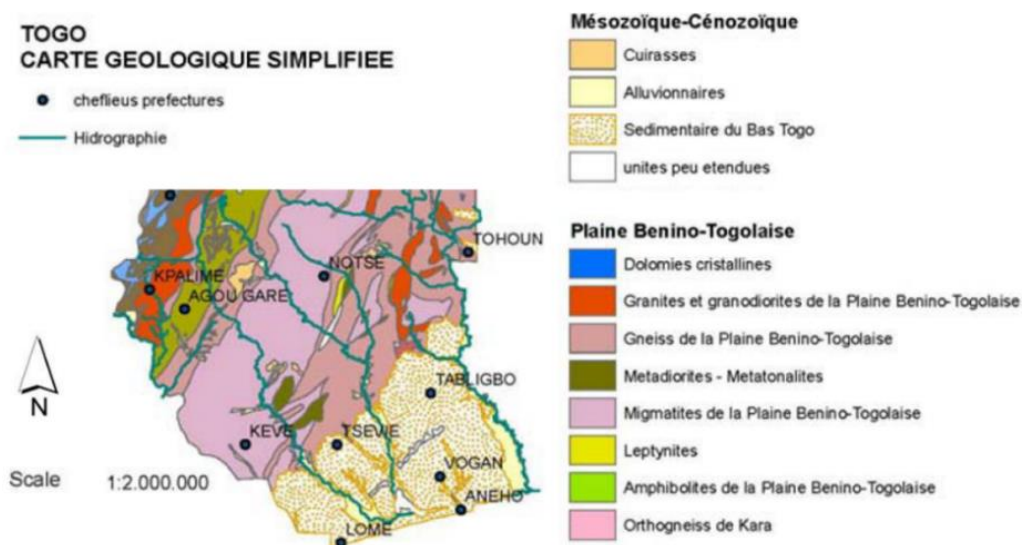 TOGO
CARTE GEOLOGIQUE SIMPLIFIEE
cheflieus prefectures
Hidrographie
TOHOUN
NOTSE
KPALIME
AGOU GARE
TABLIGBO
KEVE
TSEVIE
VOGAN
ANEHO
LOME
N
Scale 1:2.000.000
Mésozoïque-Cénozoïque
Cuirasses
Alluvionnaires
Sedimentaire du Bas Togo
unites peu etendues
Plaine Benino-Togolaise
Dolomies cristallines
Granites et granodiorites de la Plaine Benino-Togolaise
Gneiss de la Plaine Benino-Togolaise
Metadiorites - Metatonalites
Migmatites de la Plaine Benino-Togolaise
Leptynites
Amphibolites de la Plaine Benino-Togolaise
Orthogneiss de Kara